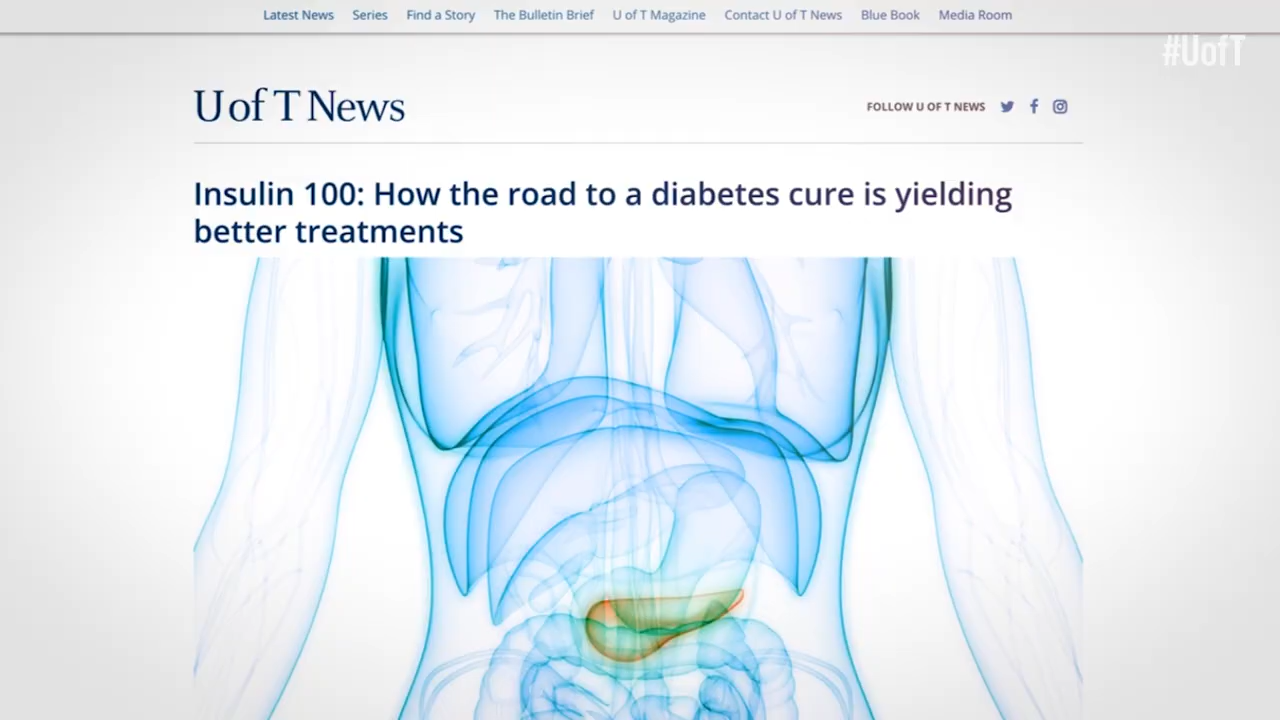 Latest News Series Find a Story The Bulletin Brief U of T Magazine Contact U of T News Blue Book Media Room
#UofT
U of T News
FOLLOW U OF T NEWS
Insulin 100: How the road to a diabetes cure is yielding
better treatments